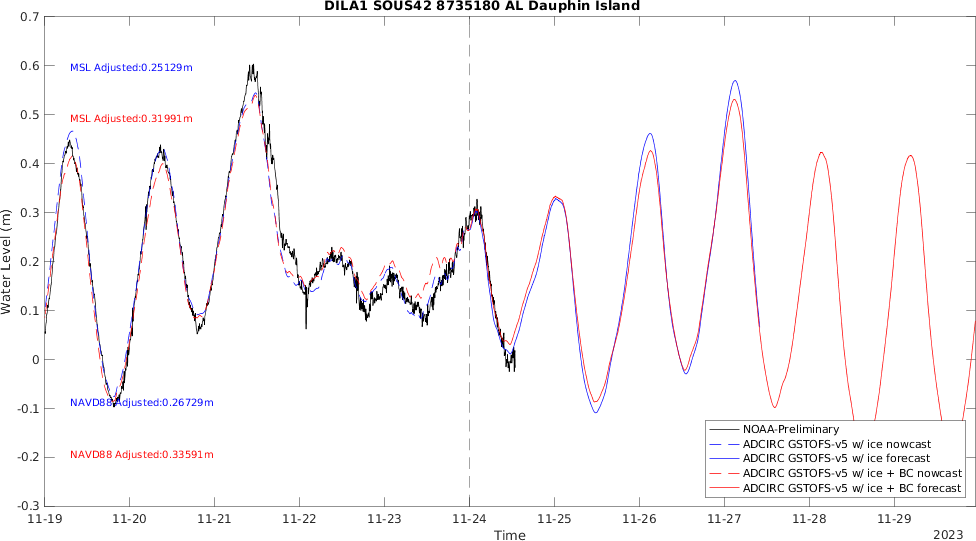 DILA1 SOUS42 8735180 AL Dauphin Island
0.7
0.6
0.5
0.4
0.3
0.2
0.1
0
-0.1
-0.2
-0.3
Water Level (m)
MSL Adjusted:0.25129m
MSL Adjusted:0.31991m
NAVD88 Adjusted:0.26729m
NAVD88 Adjusted:0.33591m
NOAA-Preliminary
ADCIRC GSTOFS-v5 w/ ice nowcast
ADCIRC GSTOFS-v5 w/ ice forecast
ADCIRC GSTOFS-v5 w/ ice + BC nowcast
ADCIRC GSTOFS-v5 w/ ice + BC forecast
11-19 11-20 11-21 11-22 11-23 11-24 11-25 11-26 11-27 11-28 11-29
Time
2023